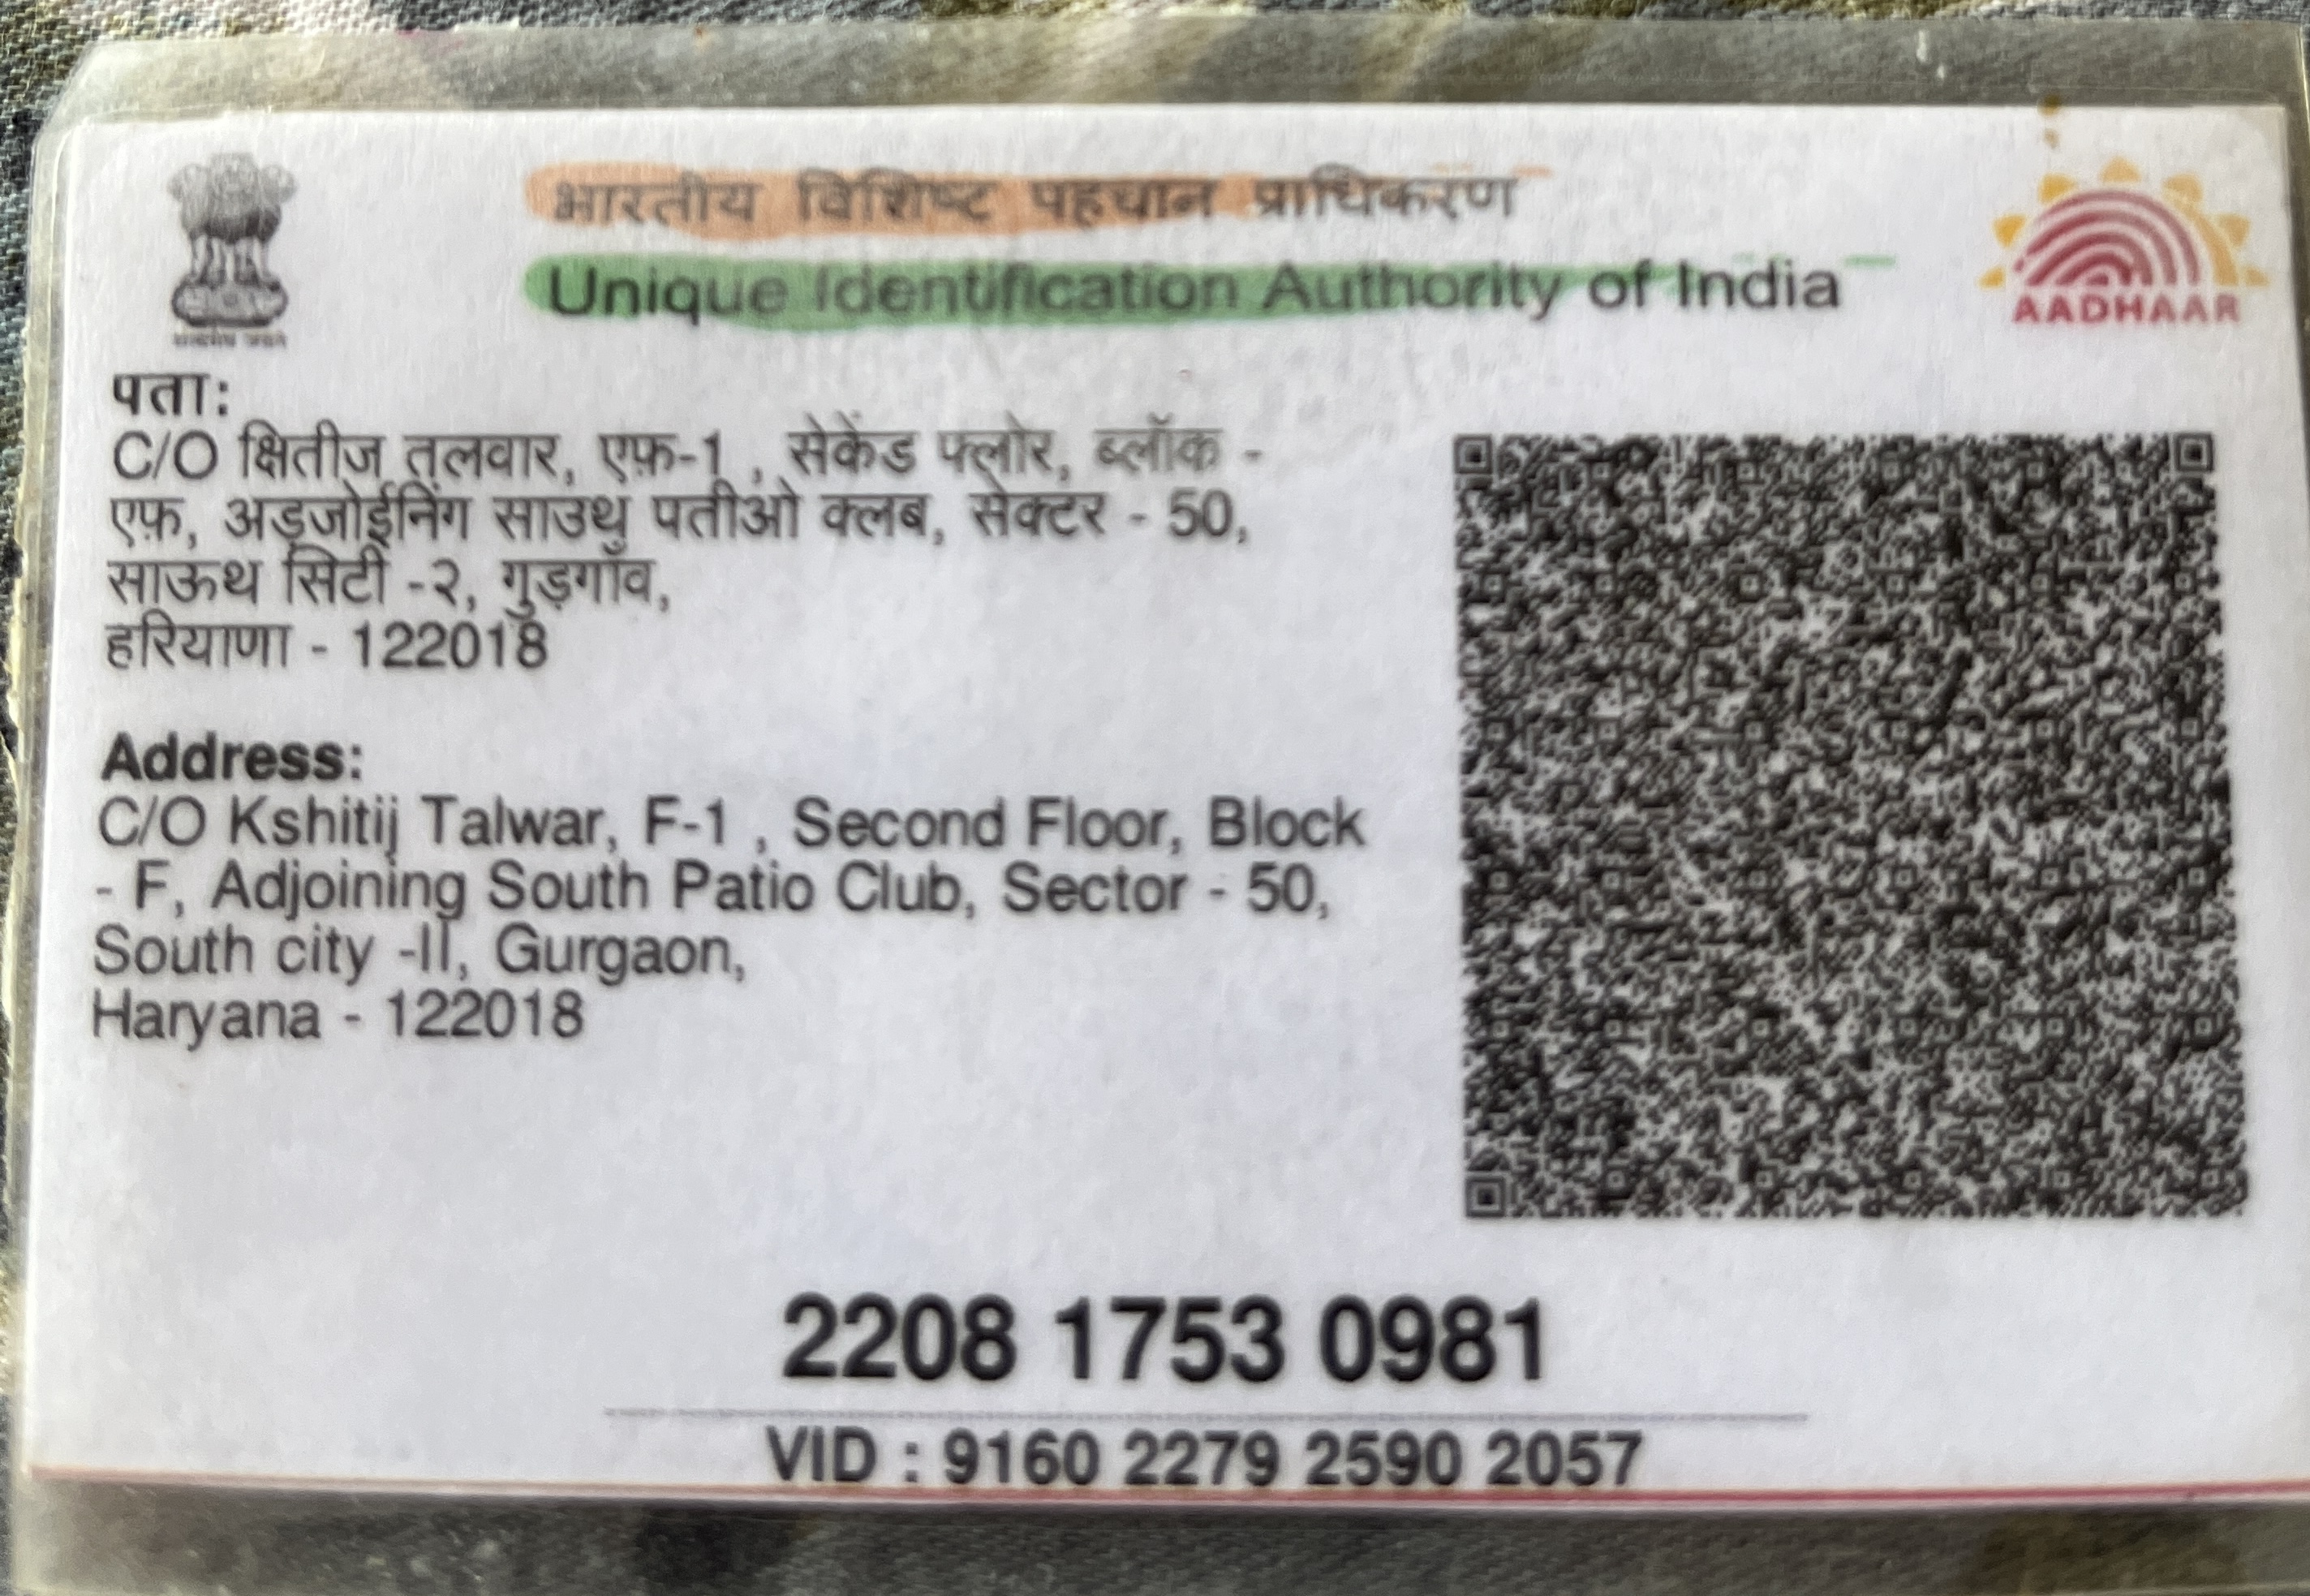 भारतीय विशिष्ट पहचान प्राधिकरण
Unique Identification Authority of India
AADHAAR
पता:
C/O क्षितीज तलवार, एफ़-1 , सेकेंड फ्लोर, ब्लॉक -
एफ़, अड़जोईनिंग साउथ पतीओ क्लब, सेक्टर - 50,
साऊथ सिटी -२, गुड़गाँव,
हरियाणा - 122018
Address:
C/O Kshitij Talwar, F-1 , Second Floor, Block
- F, Adjoining South Patio Club, Sector - 50,
South city -II, Gurgaon,
Haryana - 122018
2208 1753 0981
VID : 9160 2279 2590 2057